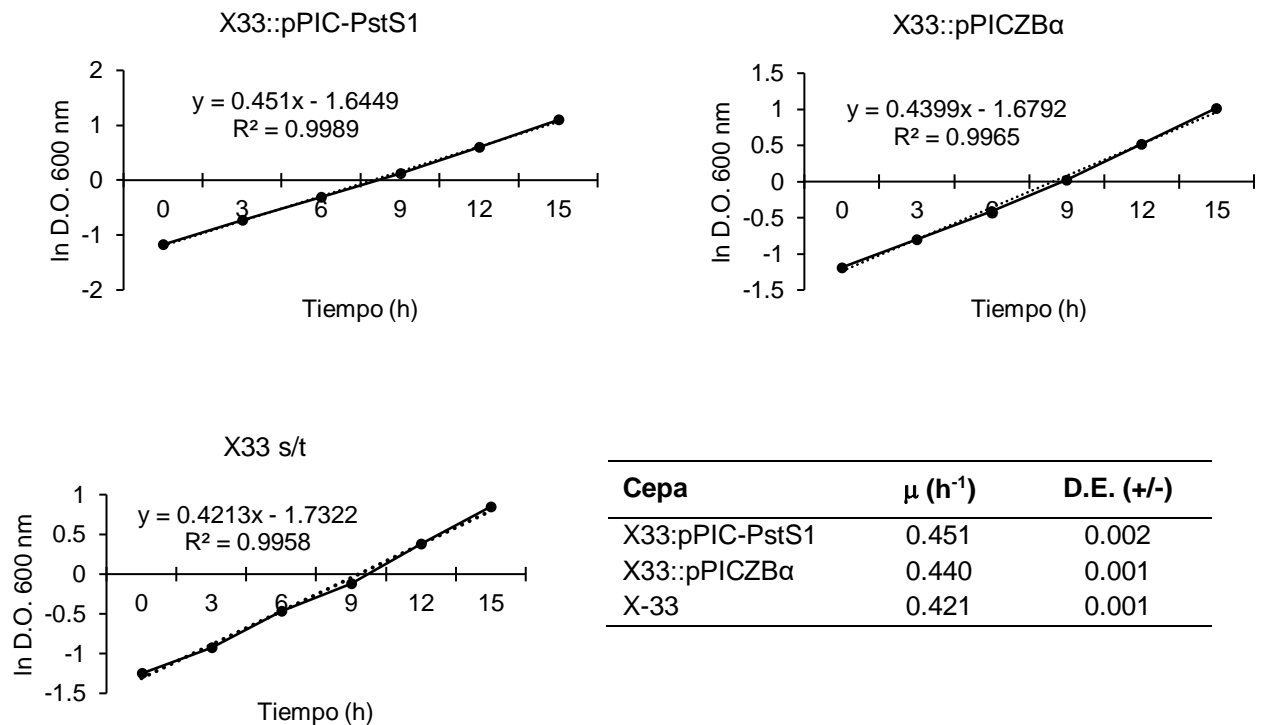 X33::pPIC-PstS1
2
1
0
-1
-2
0 3 6 9 12 15
y = 0.451x - 1.6449
R² = 0.9989
ln D.O. 600 nm
Tiempo (h)
X33::pPICZBα
1.5
1
0.5
0
-0.5
-1
-1.5
0 3 6 9 12 15
y = 0.4399x - 1.6792
R² = 0.9965
ln D.O. 600 nm
Tiempo (h)
X33 s/t
1
0.5
0
-0.5
-1
-1.5
0 3 6 9 12 15
y = 0.4213x - 1.7322
R² = 0.9958
ln D.O. 600 nm
Tiempo (h)
Cepa μ (h⁻¹) D.E. (+/-)
X33:pPIC-PstS1 0.451 0.002
X33::pPICZBα 0.440 0.001
X-33 0.421 0.001